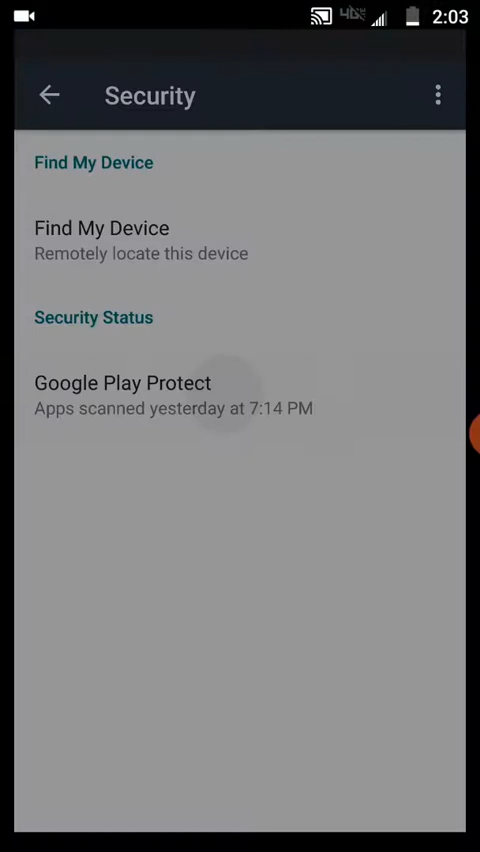 2:03
Security
Find My Device
Find My Device
Remotely locate this device
Security Status
Google Play Protect
Apps scanned yesterday at 7:14 PM